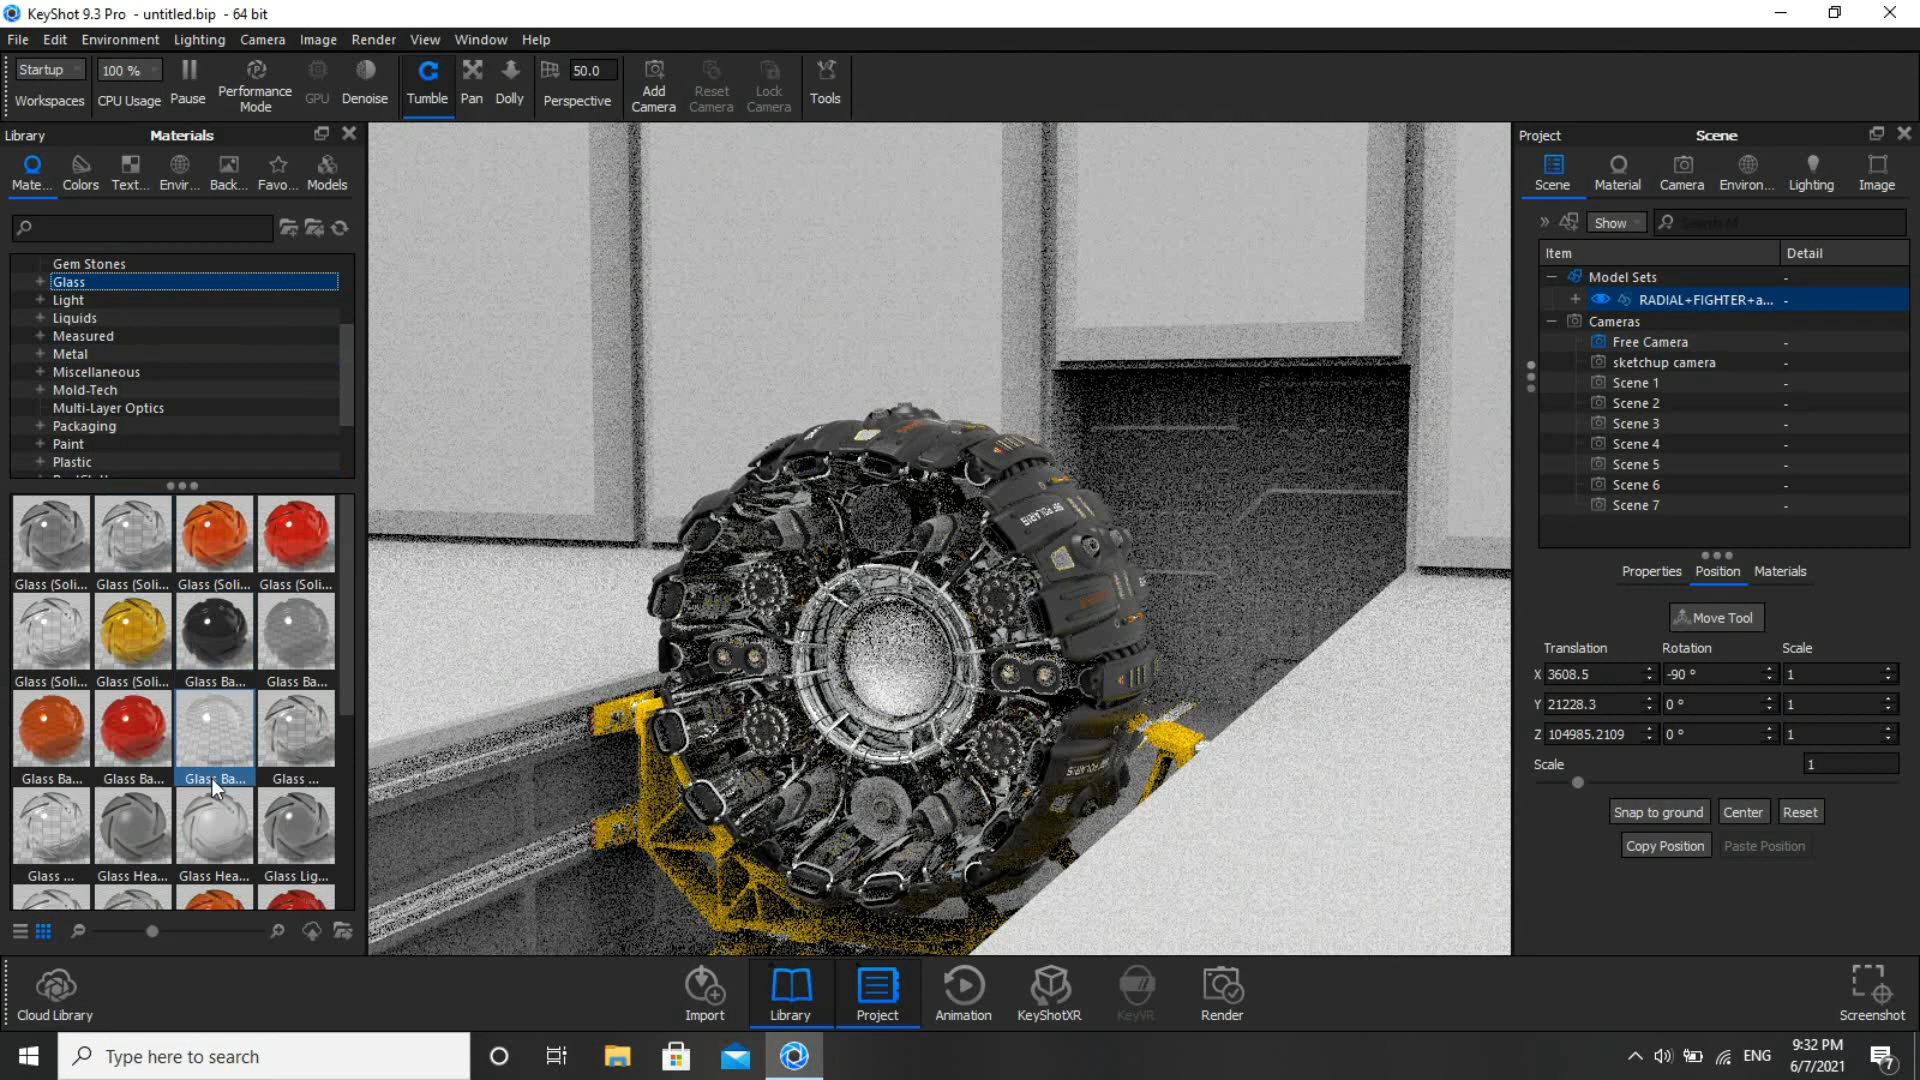 KeyShot 9.3 Pro - untitled.bip - 64 bit
File Edit Environment Lighting Camera Image Render View Window Help
Startup
100 %
50.0
Workspaces
CPU Usage
Pause
Performance Mode
GPU
Denoise
Tumble
Pan
Dolly
Perspective
Add Camera
Reset Camera
Lock Camera
Tools
Library
Materials
Mate... Colors Text... Envir... Back... Favo... Models
Gem Stones
Glass
Light
Liquids
Measured
Metal
Miscellaneous
Mold-Tech
Multi-Layer Optics
Packaging
Paint
Plastic
Glass (Soli... Glass (Soli... Glass (Soli... Glass (Soli...
Glass (Soli... Glass (Soli... Glass Ba... Glass Ba...
Glass Ba... Glass Ba... Glass Ba... Glass ...
Glass ... Glass Hea... Glass Hea... Glass Lig...
Project
Scene
Scene Material Camera Environ... Lighting Image
Show
Item
Detail
Model Sets -
RADIAL+FIGHTER+a... -
Cameras
Free Camera -
sketchup camera -
Scene 1 -
Scene 2 -
Scene 3 -
Scene 4 -
Scene 5 -
Scene 6 -
Scene 7 -
Properties Position Materials
Move Tool
Translation Rotation Scale
X 3608.5 -90 ° 1
Y 21228.3 0 ° 1
Z 104985.2109 0 ° 1
Scale 1
Snap to ground Center Reset
Copy Position Paste Position
Cloud Library
Import
Library
Project
Animation
KeyShotXR
KeyVR
Render
Screenshot
Type here to search
ENG
9:32 PM
6/7/2021
7